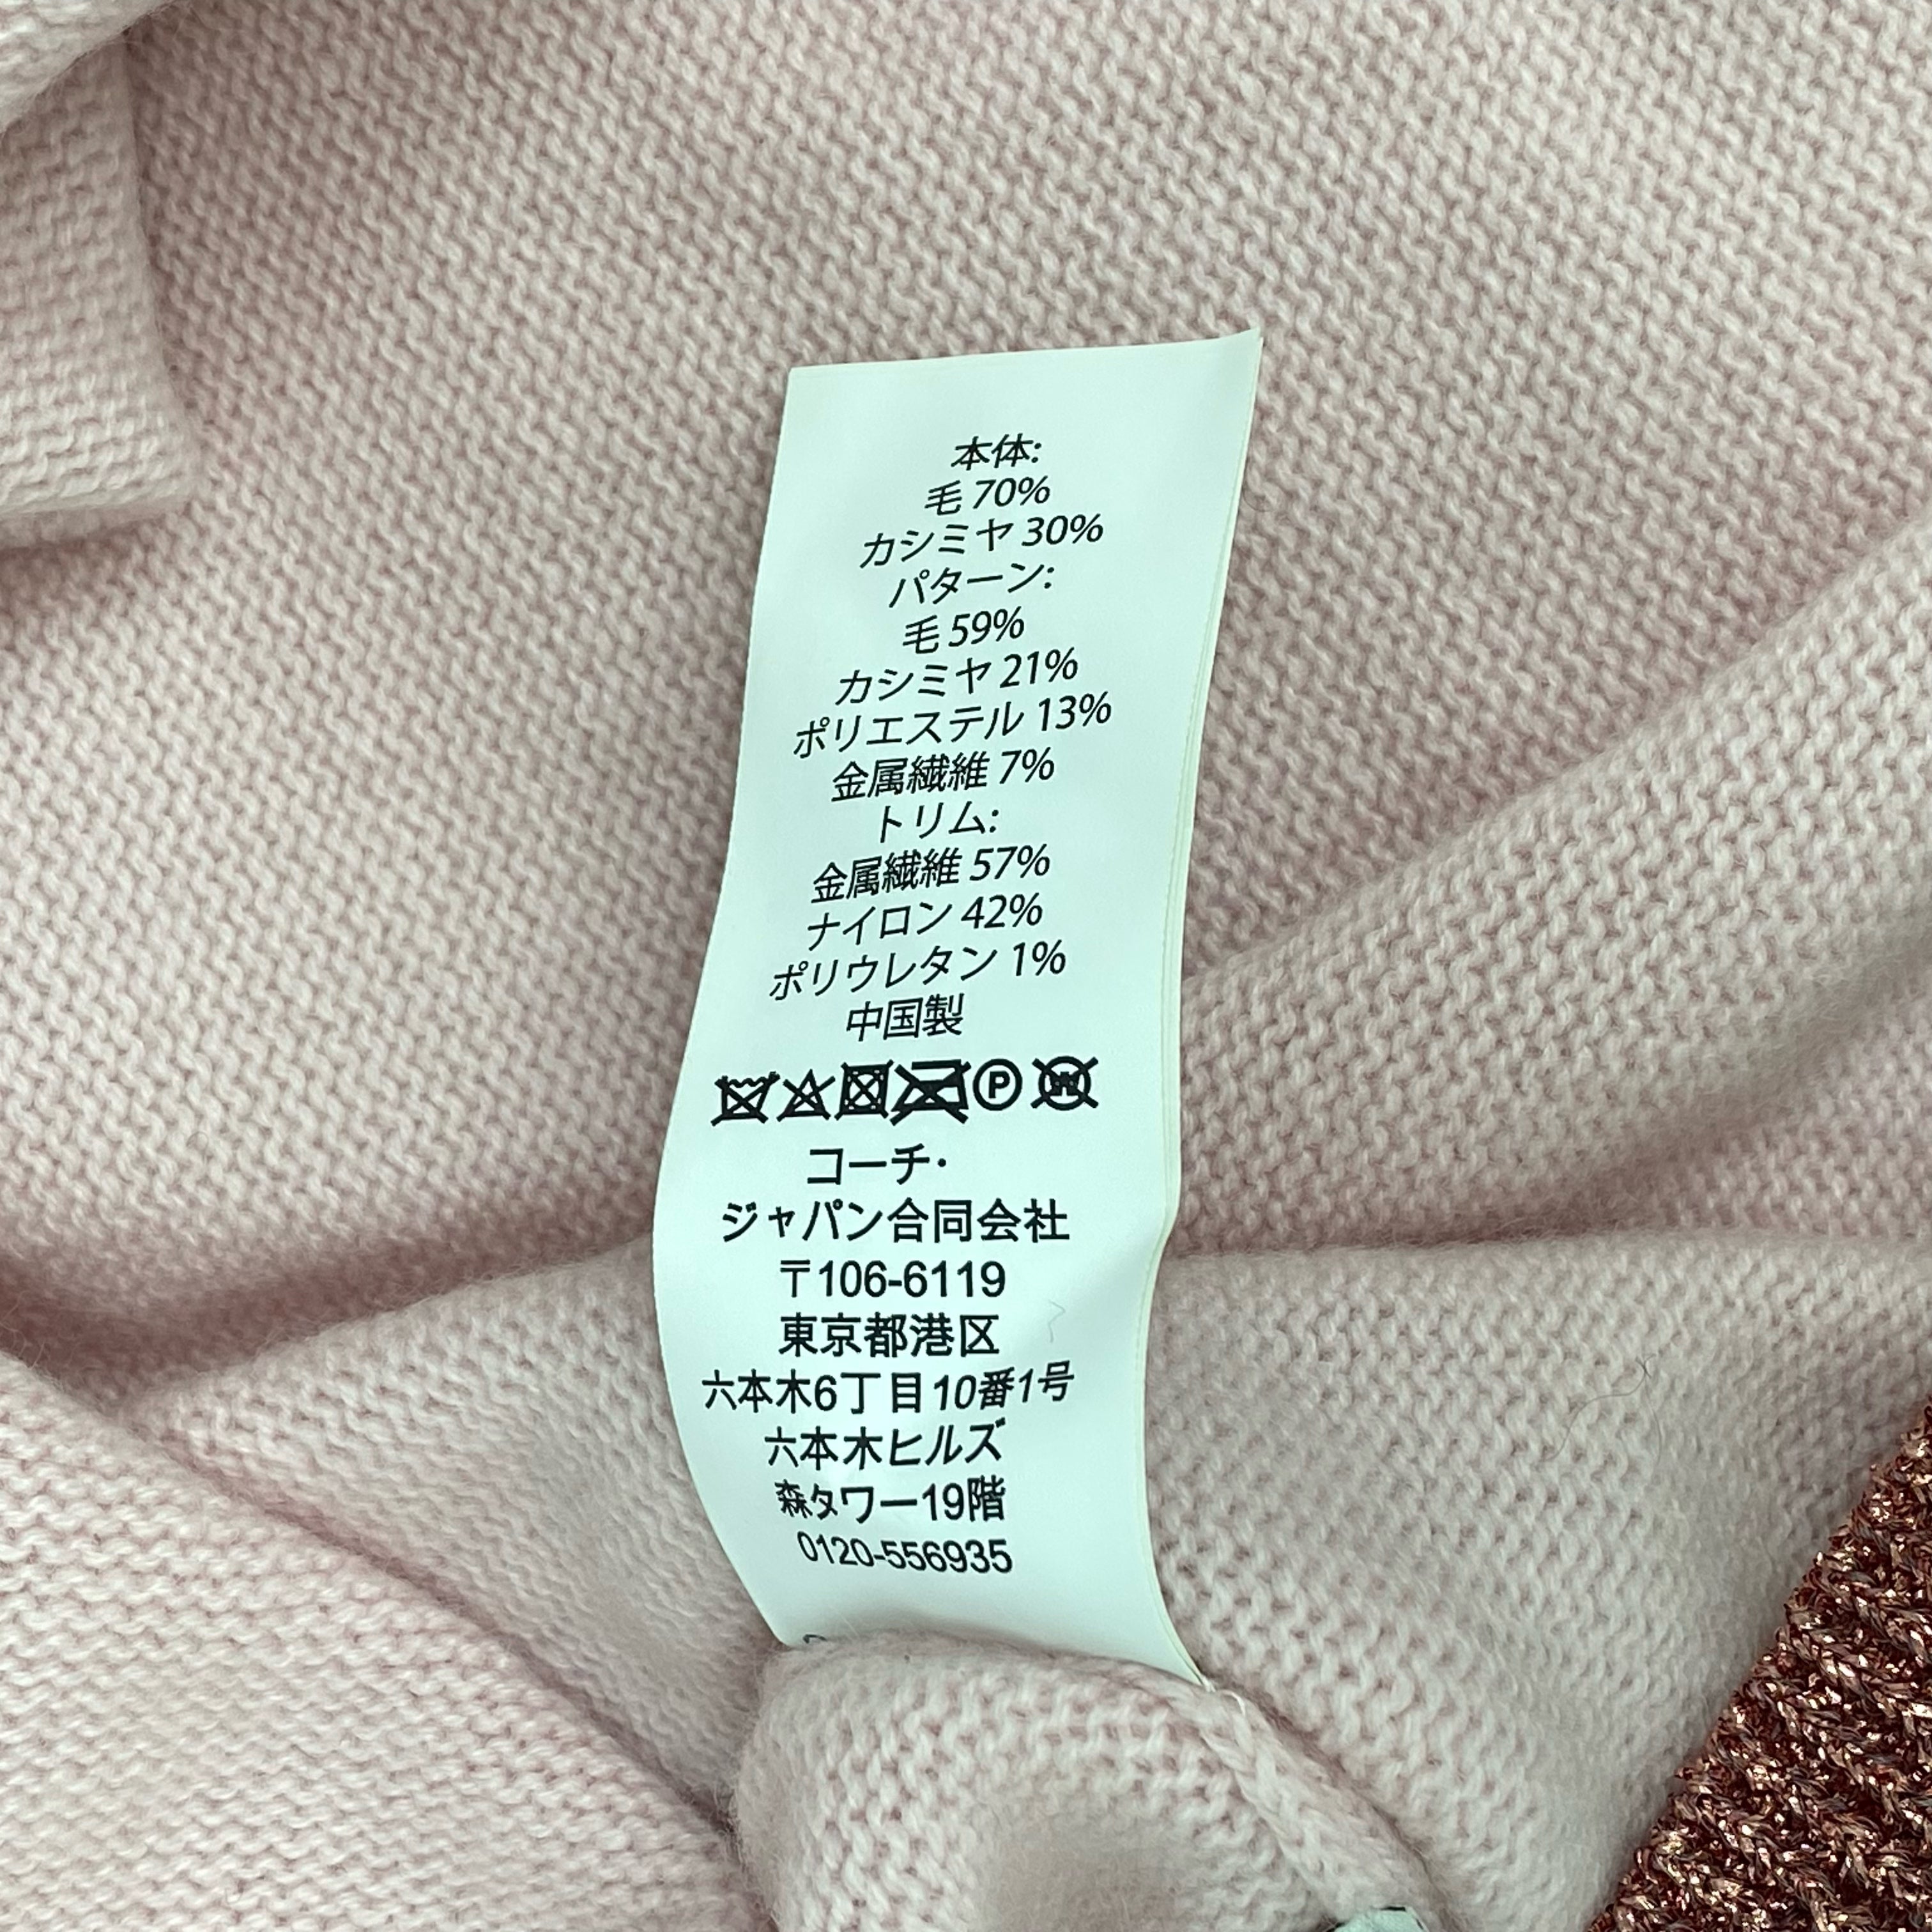 本体:
毛 70%
カシミヤ 30%
パターン:
毛 59%
カシミヤ 21%
ポリエステル 13%
金属繊維 7%
トリム:
金属繊維 57%
ナイロン 42%
ポリウレタン 1%
中国製
P W
コーチ・
ジャパン合同会社
〒106-6119
東京都港区
六本木6丁目10番1号
六本木ヒルズ
森タワー19階
0120-556935